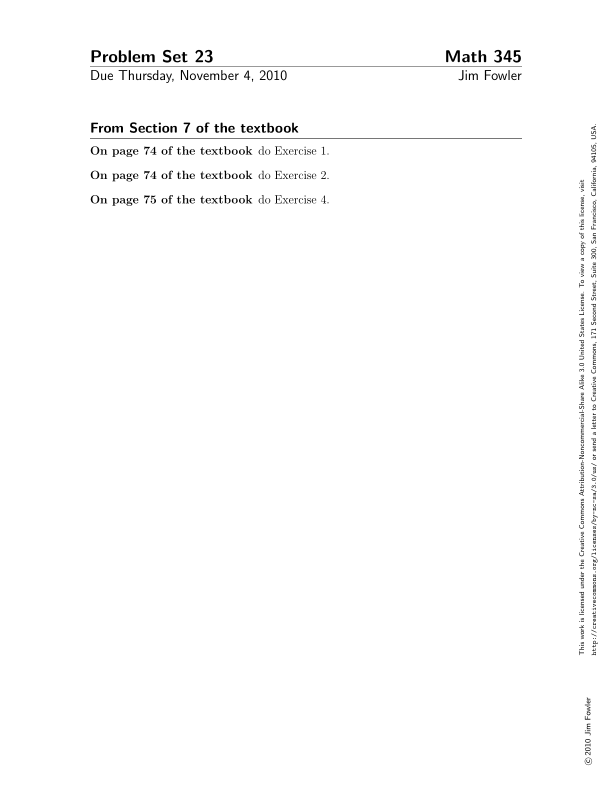 Problem Set 23 Math 345
Due Thursday, November 4, 2010 Jim Fowler
From Section 7 of the textbook
On page 74 of the textbook do Exercise 1.
On page 74 of the textbook do Exercise 2.
On page 75 of the textbook do Exercise 4.
This work is licensed under the Creative Commons Attribution-Noncommercial-Share Alike 3.0 United States License. To view a copy of this license, visit
http://creativecommons.org/licenses/by-nc-sa/3.0/us/ or send a letter to Creative Commons, 171 Second Street, Suite 300, San Francisco, California, 94105, USA.
© 2010 Jim Fowler